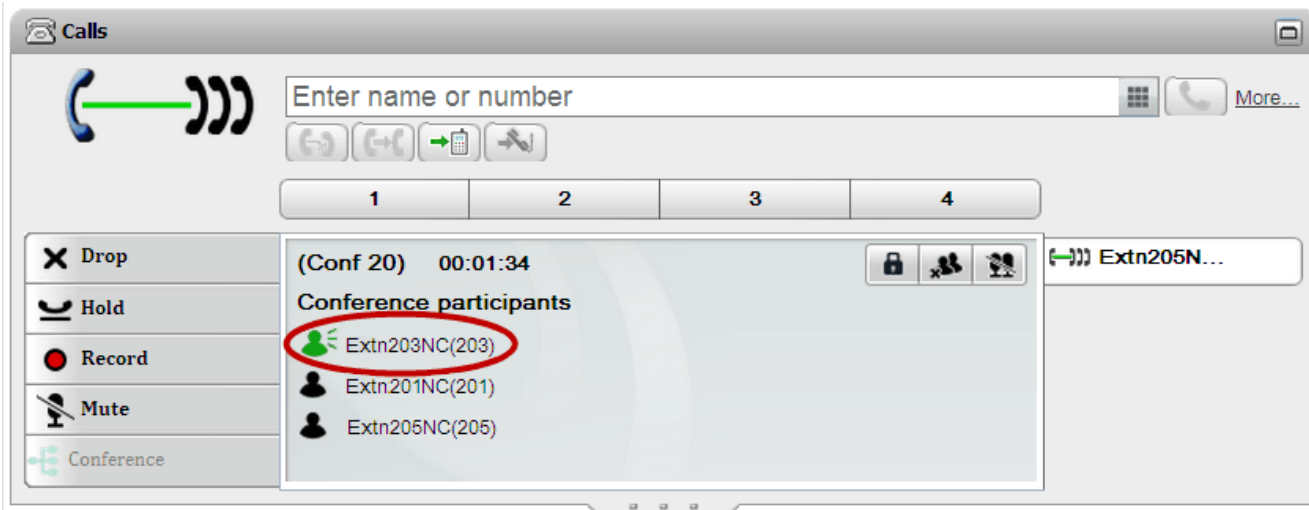 Calls
Enter name or number
More...
1 2 3 4
Drop
Hold
Record
Mute
Conference
(Conf 20) 00:01:34
Conference participants
Extn203NC(203)
Extn201NC(201)
Extn205NC(205)
Extn205N...